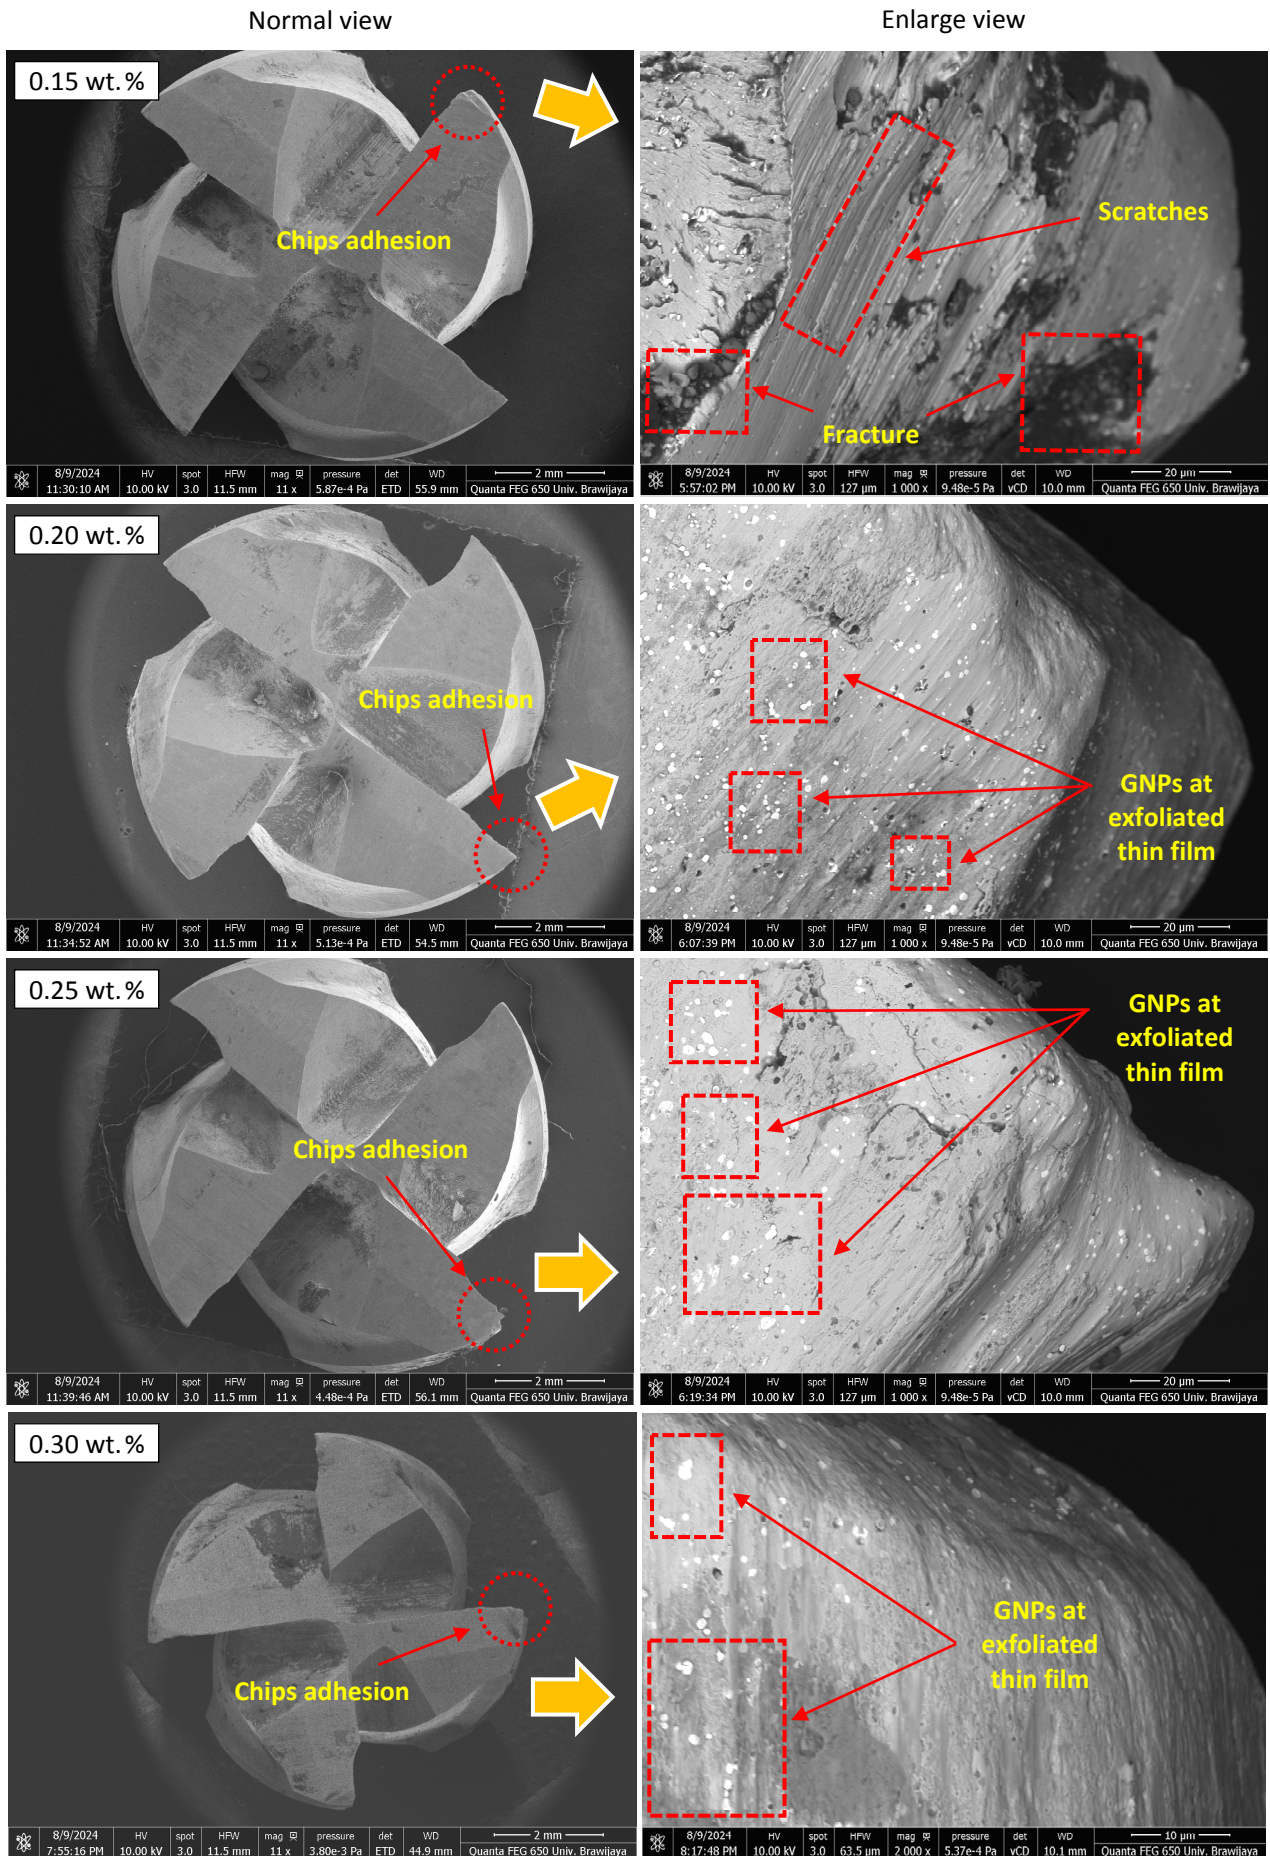 Normal view
Enlarge view
0.15 wt.%
Chips adhesion
8/9/2024 HV spot HFW mag pressure det WD 2 mm
11:30:10 AM 10.00 kV 3.0 11.5 mm 11 x 5.87e-4 Pa ETD 55.9 mm Quanta FEG 650 Univ. Brawijaya
Scratches
Fracture
8/9/2024 HV spot HFW mag pressure det WD 20 µm
5:57:02 PM 10.00 kV 3.0 127 µm 1 000 x 9.48e-5 Pa vCD 10.0 mm Quanta FEG 650 Univ. Brawijaya
0.20 wt.%
Chips adhesion
8/9/2024 HV spot HFW mag pressure det WD 2 mm
11:34:52 AM 10.00 kV 3.0 11.5 mm 11 x 5.13e-4 Pa ETD 54.5 mm Quanta FEG 650 Univ. Brawijaya
GNPs at
exfoliated
thin film
8/9/2024 HV spot HFW mag pressure det WD 20 µm
6:07:39 PM 10.00 kV 3.0 127 µm 1 000 x 9.48e-5 Pa vCD 10.0 mm Quanta FEG 650 Univ. Brawijaya
0.25 wt.%
Chips adhesion
8/9/2024 HV spot HFW mag pressure det WD 2 mm
11:39:46 AM 10.00 kV 3.0 11.5 mm 11 x 4.48e-4 Pa ETD 56.1 mm Quanta FEG 650 Univ. Brawijaya
GNPs at
exfoliated
thin film
8/9/2024 HV spot HFW mag pressure det WD 20 µm
6:19:34 PM 10.00 kV 3.0 127 µm 1 000 x 9.48e-5 Pa vCD 10.0 mm Quanta FEG 650 Univ. Brawijaya
0.30 wt.%
Chips adhesion
8/9/2024 HV spot HFW mag pressure det WD 2 mm
7:55:16 PM 10.00 kV 3.0 11.5 mm 11 x 3.80e-3 Pa ETD 44.9 mm Quanta FEG 650 Univ. Brawijaya
GNPs at
exfoliated
thin film
8/9/2024 HV spot HFW mag pressure det WD 10 µm
8:17:48 PM 10.00 kV 3.0 63.5 µm 2 000 x 5.37e-4 Pa vCD 10.1 mm Quanta FEG 650 Univ. Brawijaya